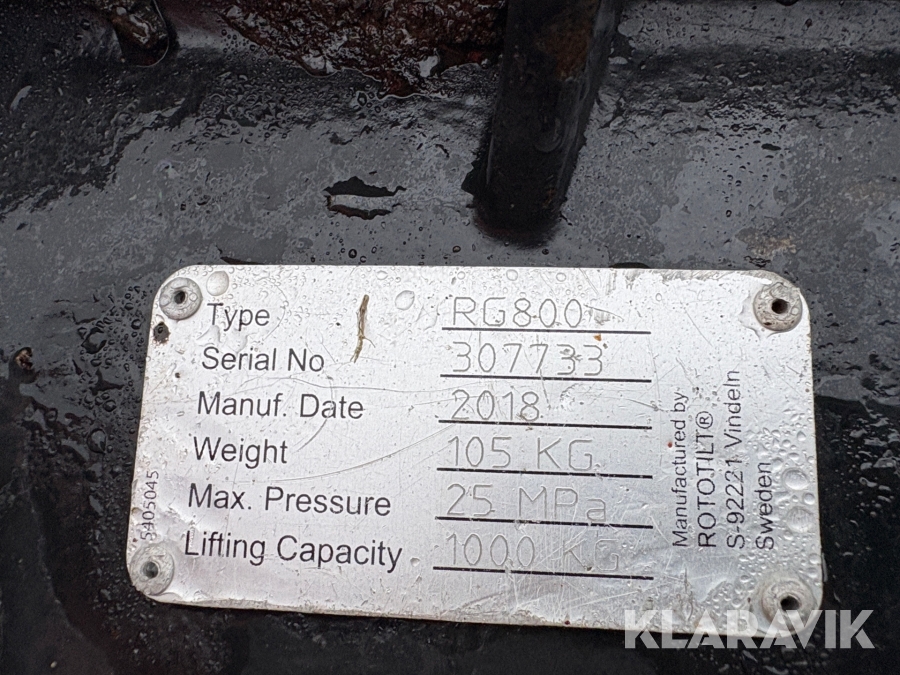 Type RG800
Serial No 307733
Manuf. Date 2018
Weight 105 KG
Max. Pressure 25 MPa
Lifting Capacity 1000 KG
Manufactured by
ROTOTILT®
S-92221 Vindeln
Sweden
5405045
KLARAVIK